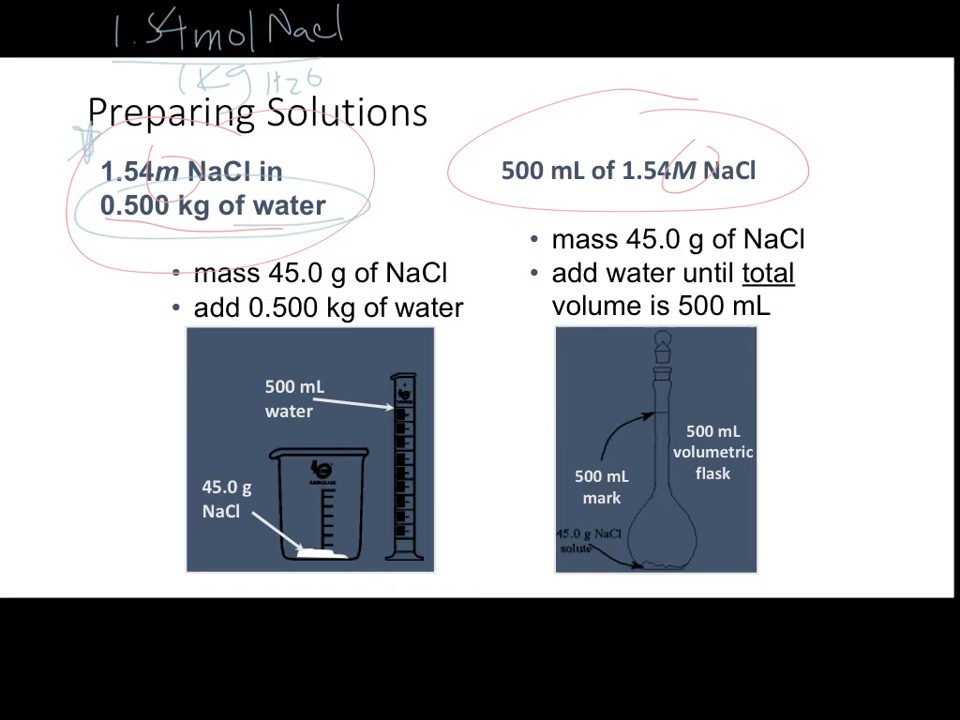 1.54 mol Nacl
(Kg) H20
Preparing Solutions
1.54m NaCl in
0.500 kg of water
• mass 45.0 g of NaCl
• add 0.500 kg of water
500 mL
water
45.0 g
NaCl
500 mL of 1.54M NaCl
• mass 45.0 g of NaCl
• add water until total
volume is 500 mL
500 mL
volumetric
flask
500 mL
mark
45.0 g NaCl
solute